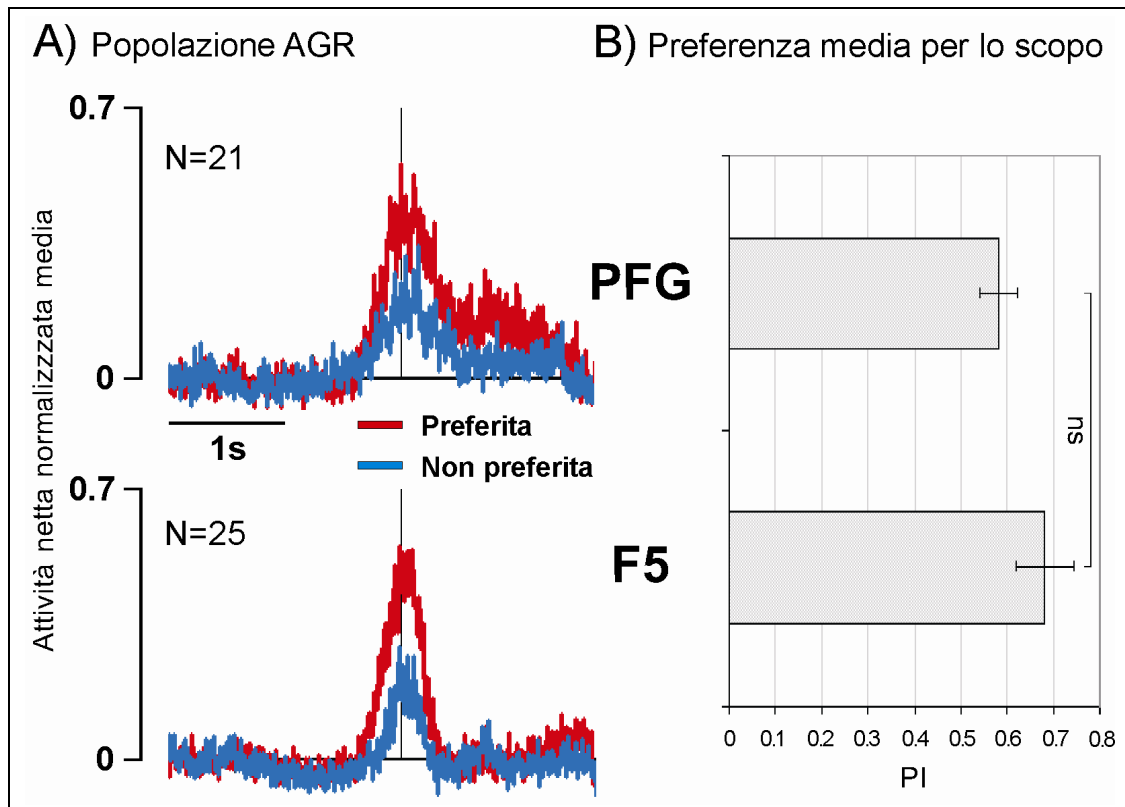 A) Popolazione AGR
B) Preferenza media per lo scopo
Attività netta normalizzzata media
0.7
N=21
0
1s
Preferita
Non preferita
0.7
N=25
0
PFG
F5
ns
0 0.1 0.2 0.3 0.4 0.5 0.6 0.7 0.8
PI